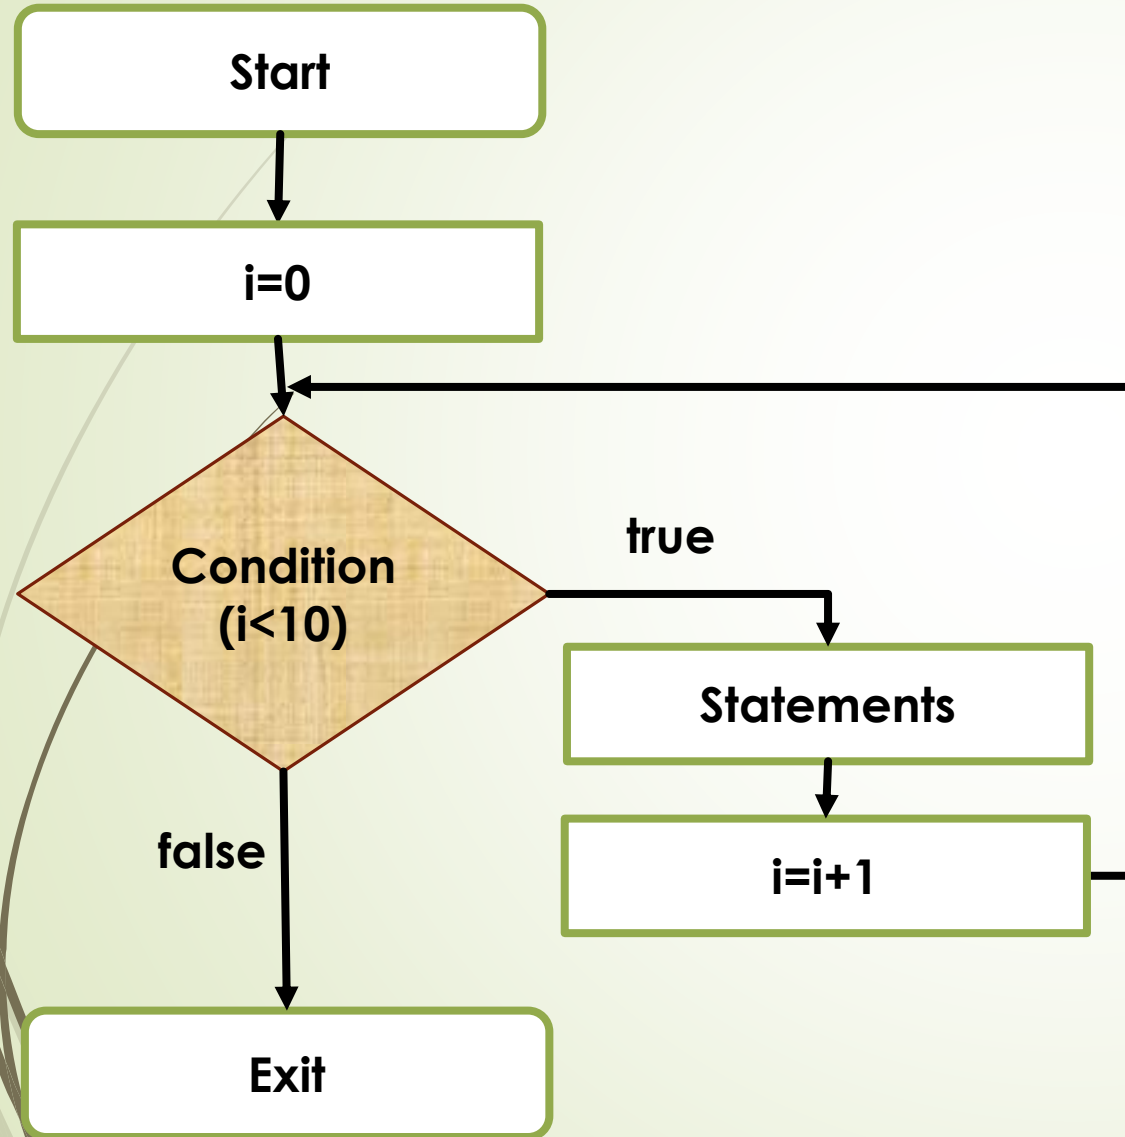 Start
i=0
Condition
(i<10)
true
Statements
i=i+1
false
Exit